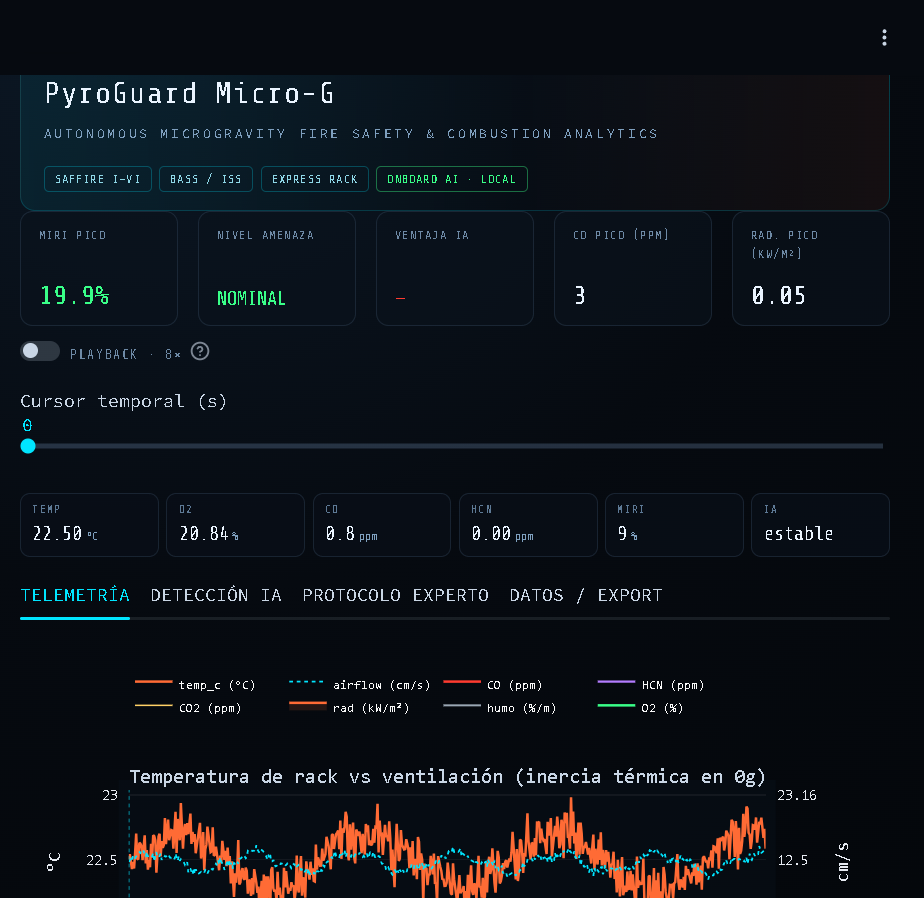 PyroGuard Micro-G
AUTONOMOUS MICROGRAVITY FIRE SAFETY & COMBUSTION ANALYTICS
SAFFIRE I-VI
BASS / ISS
EXPRESS RACK
ONBOARD AI · LOCAL
MIRI PICO
19.9%
NIVEL AMENAZA
NOMINAL
VENTAJA IA
—
CO PICO (PPM)
3
RAD. PICO
(KW/M²)
0.05
PLAYBACK · 8×
Cursor temporal (s)
0
TEMP
22.50 °C
O2
20.84 %
CO
0.8 ppm
HCN
0.00 ppm
MIRI
9 %
IA
estable
TELEMETRÍA
DETECCIÓN IA
PROTOCOLO EXPERTO
DATOS / EXPORT
temp_c (°C)
airflow (cm/s)
CO (ppm)
HCN (ppm)
CO2 (ppm)
rad (kW/m²)
humo (%/m)
O2 (%)
Temperatura de rack vs ventilación (inercia térmica en 0g)
23
23.16
22.5
12.5
°C
cm/s